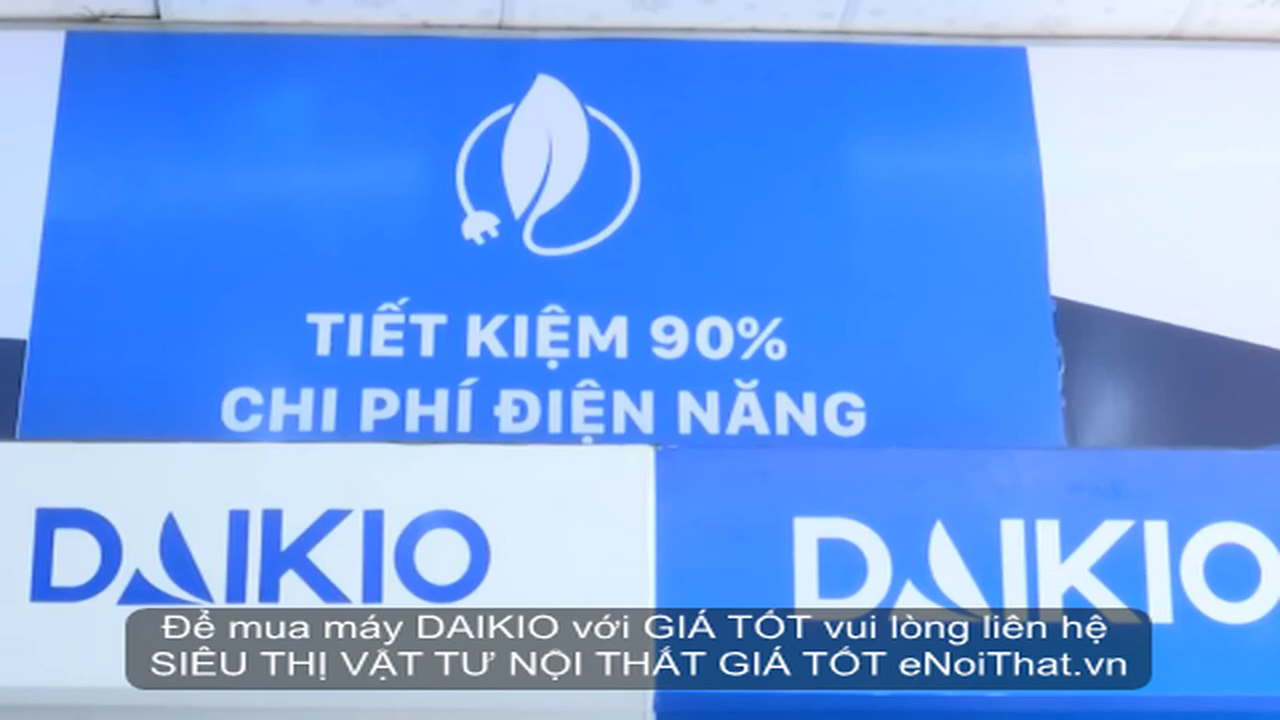 TIẾT KIỆM 90%
CHI PHÍ ĐIỆN NĂNG
DAIKIO
DAIKIO
Để mua máy DAIKIO với GIÁ TỐT vui lòng liên hệ
SIÊU THỊ VẬT TƯ NỘI THẤT GIÁ TỐT eNoiThat.vn